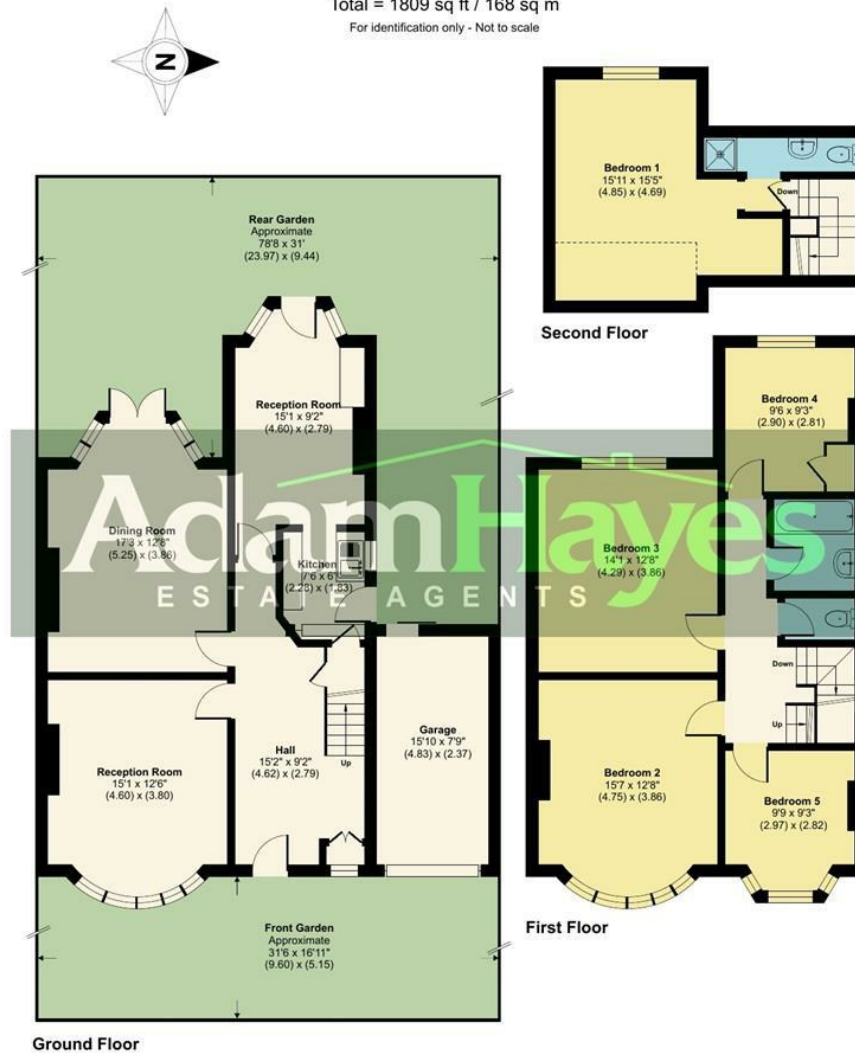 Total = 1809 sq ft / 168 sq m
For identification only - Not to scale
N
Bedroom 1
15'11 x 15'5"
(4.85) x (4.69)
Down
Second Floor
Rear Garden
Approximate
78'8 x 31'
(23.97) x (9.44)
Reception Room
15'1 x 9'2"
(4.60) x (2.79)
Dining Room
17'3 x 12'8"
(5.25) x (3.86)
Kitchen
7'6 x 6'
(2.28) x (1.83)
Reception Room
15'1 x 12'6"
(4.60) x (3.80)
Hall
15'2" x 9'2"
(4.62) x (2.79)
Up
Garage
15'10 x 7'9"
(4.83) x (2.37)
Front Garden
Approximate
31'6 x 16'11"
(9.60) x (5.15)
Ground Floor
Bedroom 4
9'6 x 9'3"
(2.90) x (2.81)
Bedroom 3
14'1 x 12'8"
(4.29) x (3.86)
Down
Up
Bedroom 2
15'7 x 12'8"
(4.75) x (3.86)
Bedroom 5
9'9 x 9'3"
(2.97) x (2.82)
First Floor
AdamHayes
ESTATE AGENTS